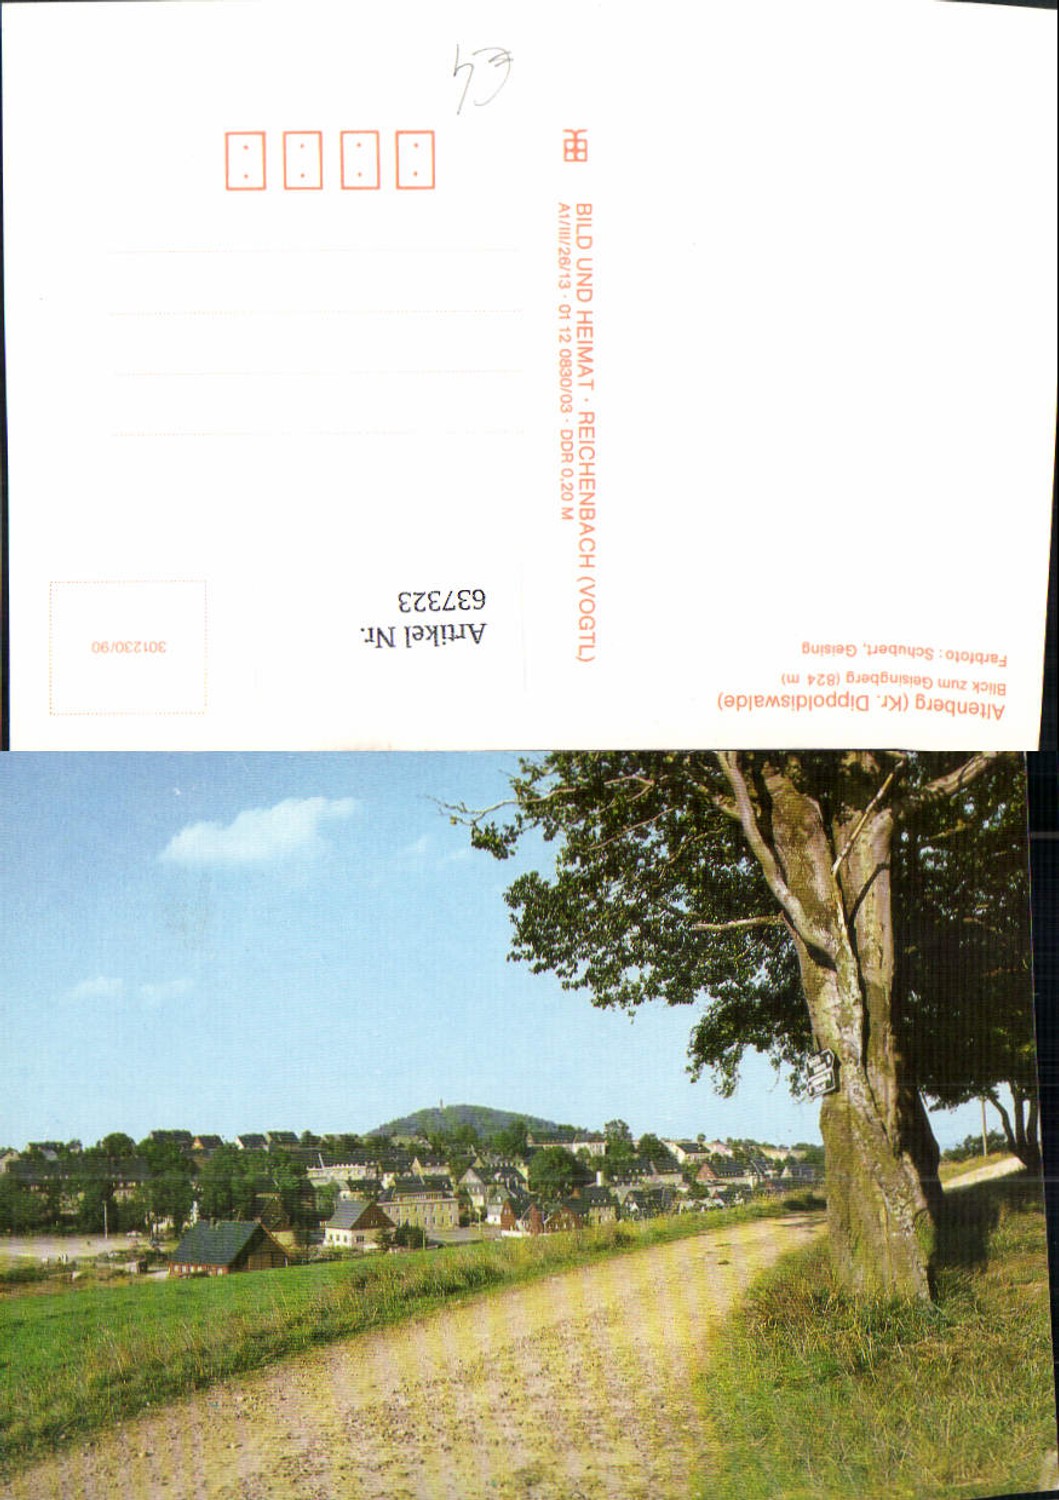 Altenberg (Kr. Dippoldiswalde)
Blick zum Geisingberg (824 m)
Farbfoto: Schubert, Geising
BILD UND HEIMAT · REICHENBACH (VOGTL)
A1/III/26/13 · 01 12 0830/03 · DDR 0,20 M
Artikel Nr.
637323
301230/90